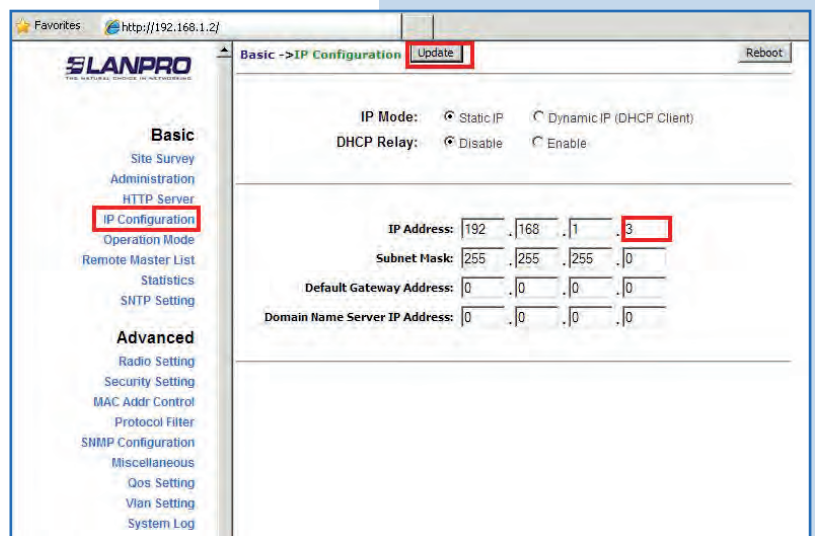 Favorites http://192.168.1.2/
LANPRO
THE NATURAL CHOICE IN NETWORKING
Basic
Site Survey
Administration
HTTP Server
IP Configuration
Operation Mode
Remote Master List
Statistics
SNTP Setting
Advanced
Radio Setting
Security Setting
MAC Addr Control
Protocol Filter
SNMP Configuration
Miscellaneous
Qos Setting
Vlan Setting
System Log
Basic ->IP Configuration Update Reboot
IP Mode: Static IP Dynamic IP (DHCP Client)
DHCP Relay: Disable Enable
IP Address: 192 . 168 . 1 . 3
Subnet Mask: 255 . 255 . 255 . 0
Default Gateway Address: 0 . 0 . 0 . 0
Domain Name Server IP Address: 0 . 0 . 0 . 0